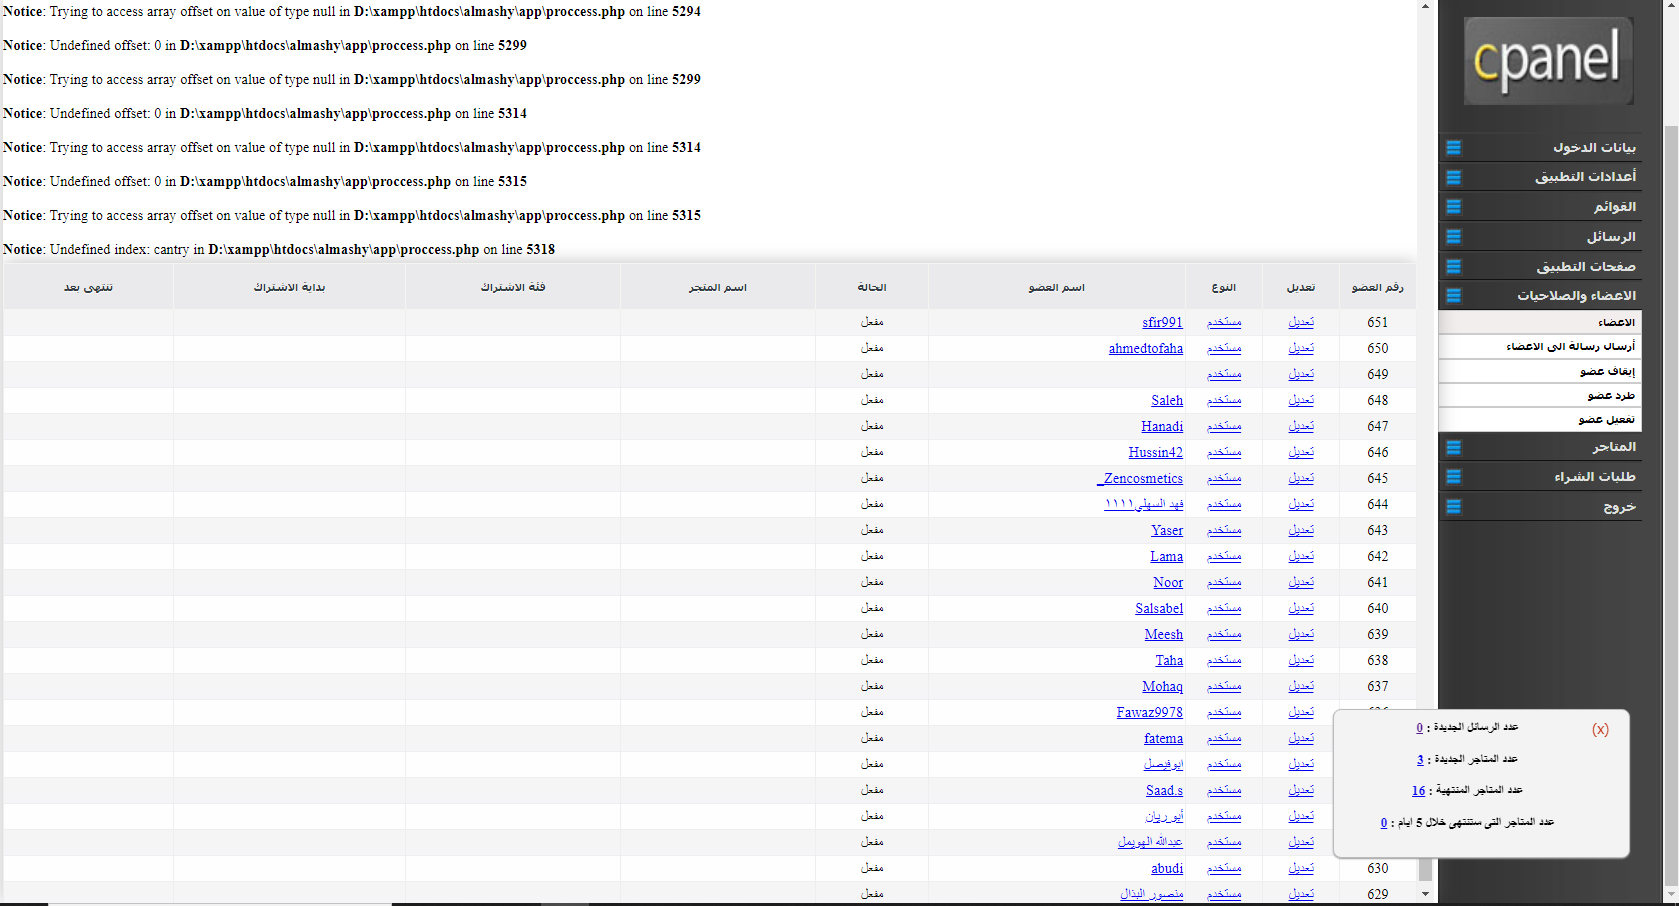 Notice: Trying to access array offset on value of type null in D:\xampp\htdocs\almashy\app\proccess.php on line 5294
Notice: Undefined offset: 0 in D:\xampp\htdocs\almashy\app\proccess.php on line 5299
Notice: Trying to access array offset on value of type null in D:\xampp\htdocs\almashy\app\proccess.php on line 5299
Notice: Undefined offset: 0 in D:\xampp\htdocs\almashy\app\proccess.php on line 5314
Notice: Trying to access array offset on value of type null in D:\xampp\htdocs\almashy\app\proccess.php on line 5314
Notice: Undefined offset: 0 in D:\xampp\htdocs\almashy\app\proccess.php on line 5315
Notice: Trying to access array offset on value of type null in D:\xampp\htdocs\almashy\app\proccess.php on line 5315
Notice: Undefined index: cantry in D:\xampp\htdocs\almashy\app\proccess.php on line 5318
رقم العضو تعديل النوع اسم العضو الحالة اسم المتجر فئة الاشتراك بداية الاشتراك تنتهى بعد
651 تعديل مستخدم sfir991 مفعل
650 تعديل مستخدم ahmedtofaha مفعل
649 تعديل مستخدم مفعل
648 تعديل مستخدم Saleh مفعل
647 تعديل مستخدم Hanadi مفعل
646 تعديل مستخدم Hussin42 مفعل
645 تعديل مستخدم Zencosmetics_ مفعل
644 تعديل مستخدم فهد السهلي١١١١ مفعل
643 تعديل مستخدم Yaser مفعل
642 تعديل مستخدم Lama مفعل
641 تعديل مستخدم Noor مفعل
640 تعديل مستخدم Salsabel مفعل
639 تعديل مستخدم Meesh مفعل
638 تعديل مستخدم Taha مفعل
637 تعديل مستخدم Mohaq مفعل
تعديل مستخدم Fawaz9978 مفعل
تعديل مستخدم fatema مفعل
تعديل مستخدم ابوفيصل مفعل
تعديل مستخدم Saad.s مفعل
تعديل مستخدم أبو ريان مفعل
تعديل مستخدم عبدالله الهويمل مفعل
630 تعديل مستخدم abudi مفعل
629 تعديل مستخدم منصور البذال مفعل
cpanel
بيانات الدخول
أعدادات التطبيق
القوائم
الرسائل
صفحات التطبيق
الاعضاء والصلاحيات
الاعضاء
أرسال رسالة الى الاعضاء
إيقاف عضو
طرد عضو
تفعيل عضو
المتاجر
طلبات الشراء
خروج
(x)
عدد الرسائل الجديدة : 0
عدد المتاجر الجديدة : 3
عدد المتاجر المنتهية : 16
عدد المتاجر التى ستنتهى خلال 5 ايام : 0